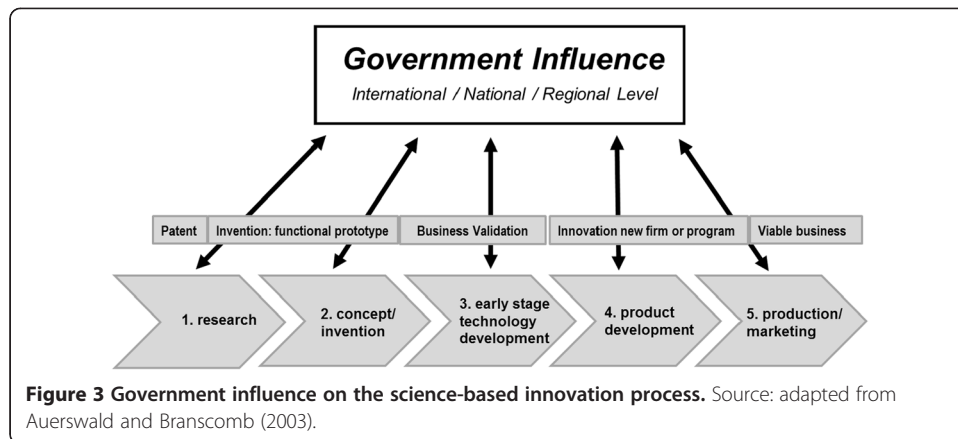 Government Influence
International / National / Regional Level
Patent
Invention: functional prototype
Business Validation
Innovation new firm or program
Viable business
1. research
2. concept/
invention
3. early stage
technology
development
4. product
development
5. production/
marketing
Figure 3 Government influence on the science-based innovation process. Source: adapted from
Auerswald and Branscomb (2003).